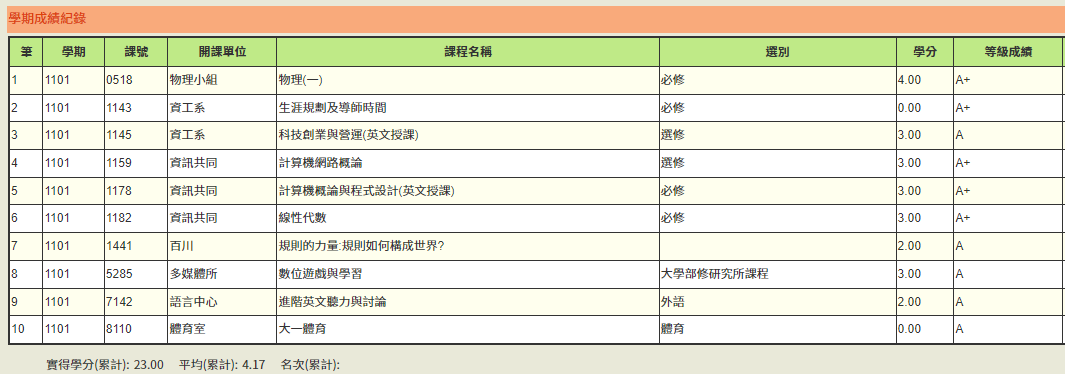 學期成績紀錄
筆 學期 課號 開課單位 課程名稱 選別 學分 等級成績
1 1101 0518 物理小組 物理(一) 必修 4.00 A+
2 1101 1143 資工系 生涯規劃及導師時間 必修 0.00 A+
3 1101 1145 資工系 科技創業與營運(英文授課) 選修 3.00 A
4 1101 1159 資訊共同 計算機網路概論 選修 3.00 A+
5 1101 1178 資訊共同 計算機概論與程式設計(英文授課) 必修 3.00 A+
6 1101 1182 資訊共同 線性代數 必修 3.00 A+
7 1101 1441 百川 規則的力量:規則如何構成世界? 2.00 A
8 1101 5285 多媒體所 數位遊戲與學習 大學部修研究所課程 3.00 A
9 1101 7142 語言中心 進階英文聽力與討論 外語 2.00 A
10 1101 8110 體育室 大一體育 體育 0.00 A
實得學分(累計): 23.00 平均(累計): 4.17 名次(累計):